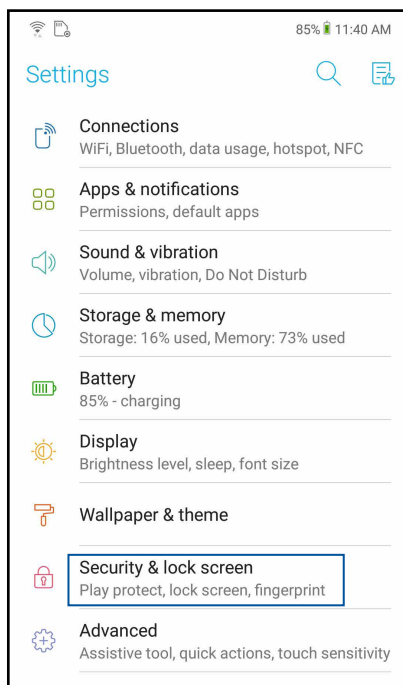 85% 11:40 AM
Settings
Connections
WiFi, Bluetooth, data usage, hotspot, NFC
Apps & notifications
Permissions, default apps
Sound & vibration
Volume, vibration, Do Not Disturb
Storage & memory
Storage: 16% used, Memory: 73% used
Battery
85% - charging
Display
Brightness level, sleep, font size
Wallpaper & theme
Security & lock screen
Play protect, lock screen, fingerprint
Advanced
Assistive tool, quick actions, touch sensitivity